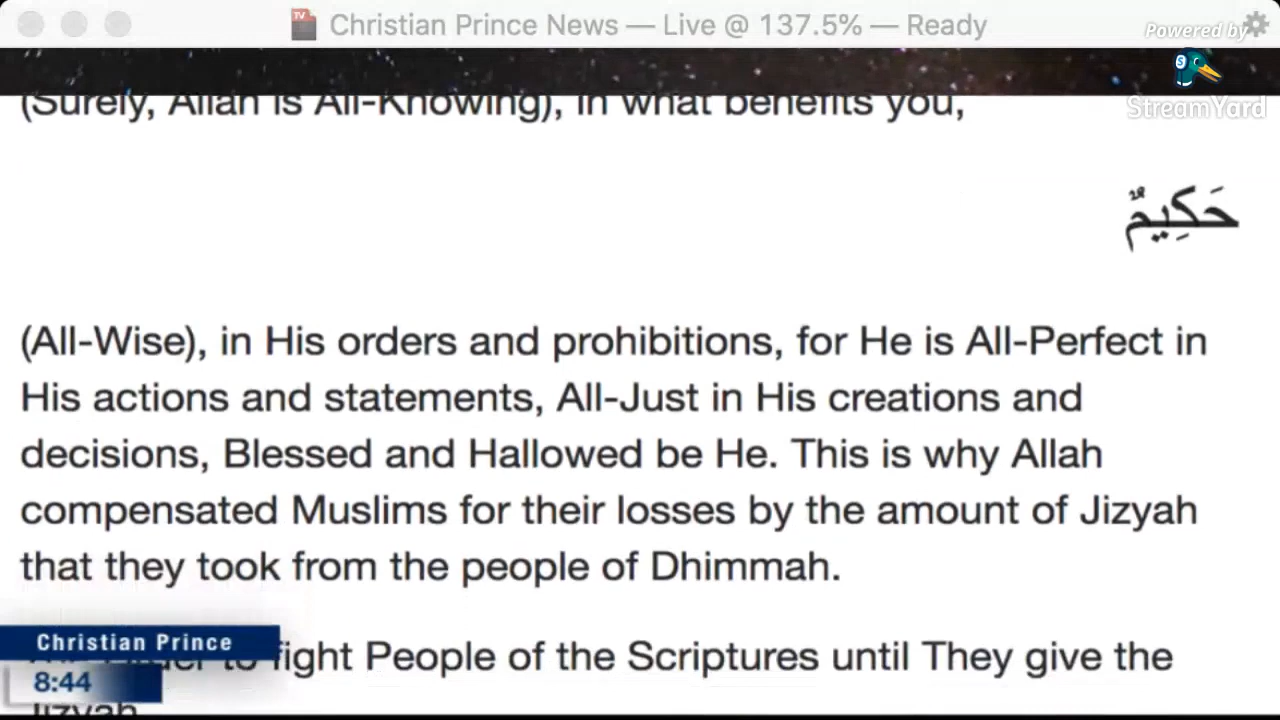 Christian Prince News — Live @ 137.5% — Ready
Powered by
StreamYard
(Surely, Allah is All-Knowing), in what benefits you,
حَكِيمٌ
(All-Wise), in His orders and prohibitions, for He is All-Perfect in
His actions and statements, All-Just in His creations and
decisions, Blessed and Hallowed be He. This is why Allah
compensated Muslims for their losses by the amount of Jizyah
that they took from the people of Dhimmah.
Christian Prince
to fight People of the Scriptures until They give the
8:44
Jizyah